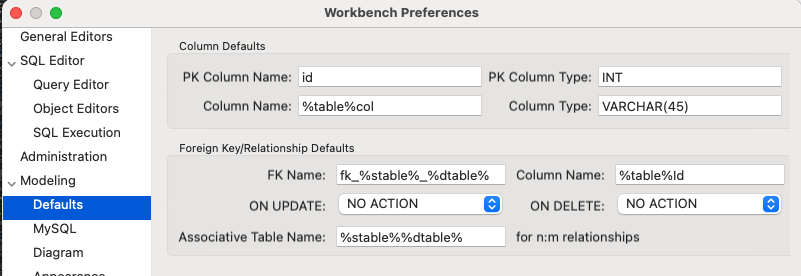 Workbench Preferences
General Editors
SQL Editor
Query Editor
Object Editors
SQL Execution
Administration
Modeling
Defaults
MySQL
Diagram
Appearance
Column Defaults
PK Column Name: id PK Column Type: INT
Column Name: %table%col Column Type: VARCHAR(45)
Foreign Key/Relationship Defaults
FK Name: fk_%stable%_%dtable% Column Name: %table%Id
ON UPDATE: NO ACTION ON DELETE: NO ACTION
Associative Table Name: %stable%%dtable% for n:m relationships